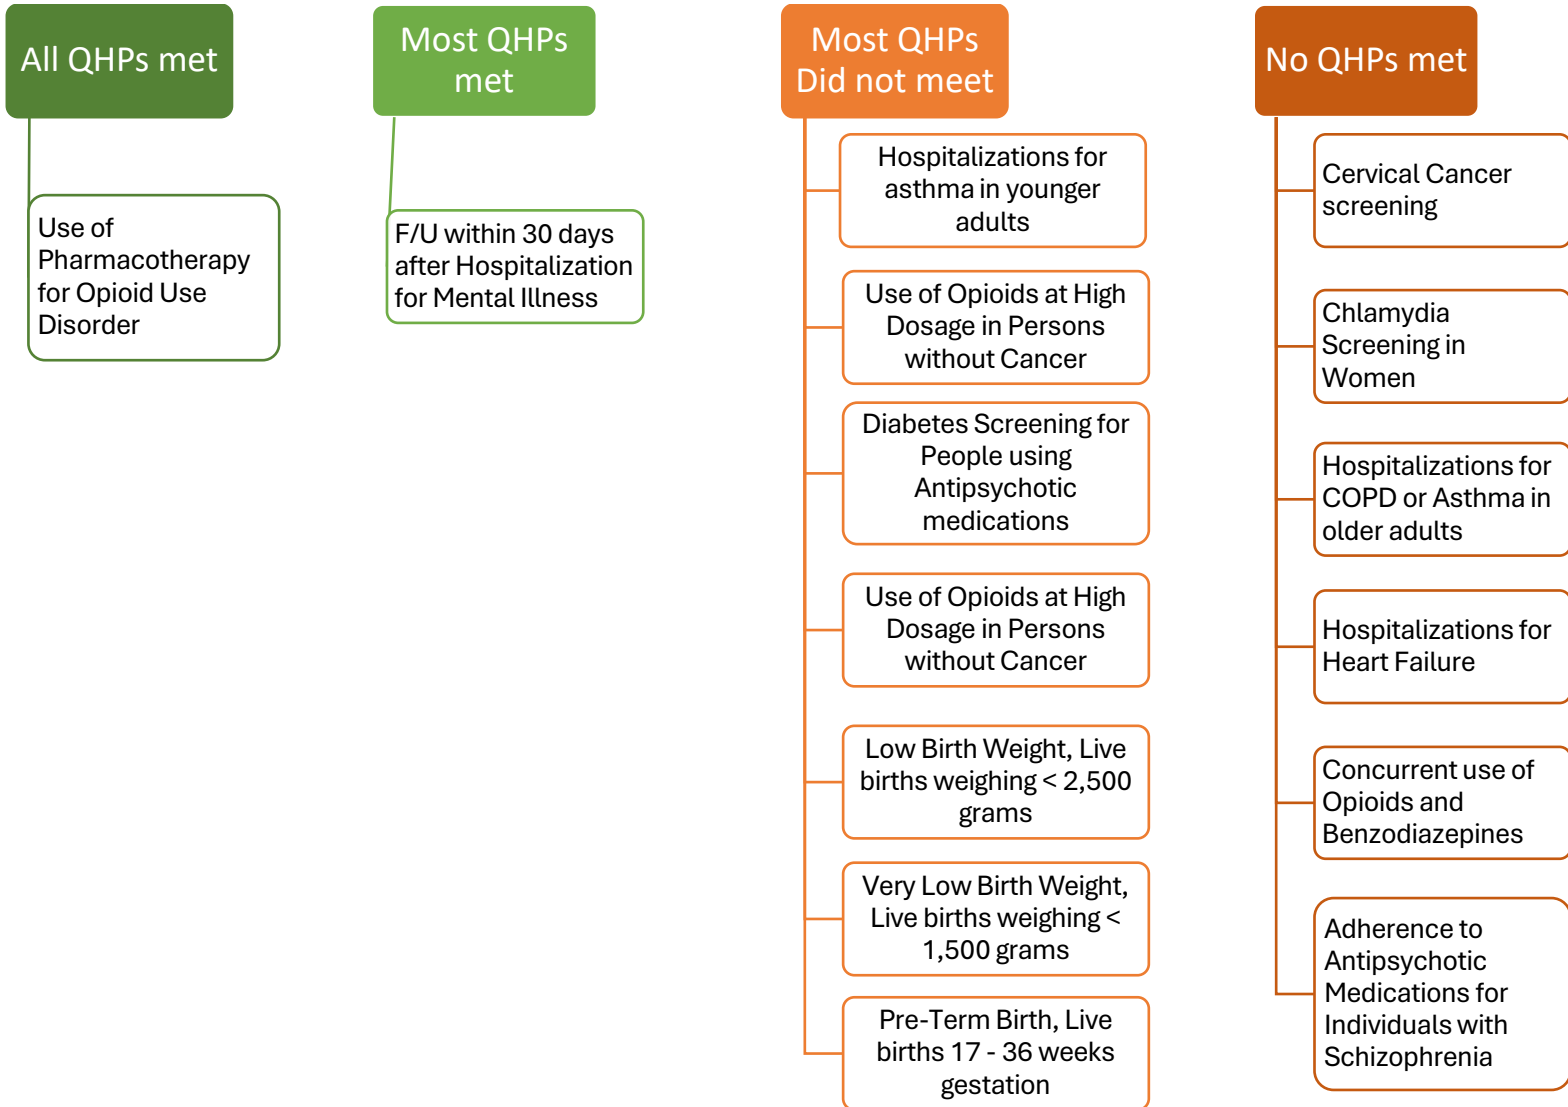 All QHPs met
Use of
Pharmacotherapy
for Opioid Use
Disorder
Most QHPs
met
F/U within 30 days
after Hospitalization
for Mental Illness
Most QHPs
Did not meet
Hospitalizations for
asthma in younger
adults
Use of Opioids at High
Dosage in Persons
without Cancer
Diabetes Screening for
People using
Antipsychotic
medications
Use of Opioids at High
Dosage in Persons
without Cancer
Low Birth Weight, Live
births weighing < 2,500
grams
Very Low Birth Weight,
Live births weighing <
1,500 grams
Pre-Term Birth, Live
births 17 - 36 weeks
gestation
No QHPs met
Cervical Cancer
screening
Chlamydia
Screening in
Women
Hospitalizations for
COPD or Asthma in
older adults
Hospitalizations for
Heart Failure
Concurrent use of
Opioids and
Benzodiazepines
Adherence to
Antipsychotic
Medications for
Individuals with
Schizophrenia